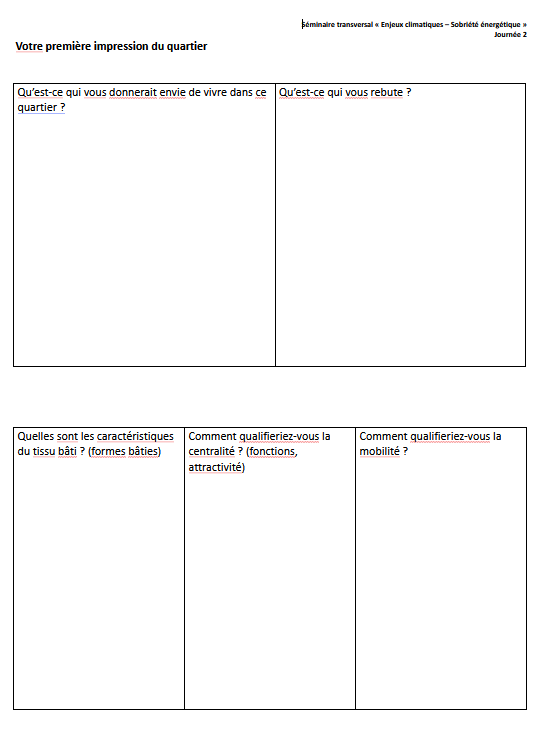 Séminaire transversal « Enjeux climatiques – Sobriété énergétique »
Journée 2
Votre première impression du quartier
Qu’est-ce qui vous donnerait envie de vivre dans ce
quartier ?
Qu’est-ce qui vous rebute ?
Quelles sont les caractéristiques
du tissu bâti ? (formes bâties)
Comment qualifieriez-vous la
centralité ? (fonctions,
attractivité)
Comment qualifieriez-vous la
mobilité ?